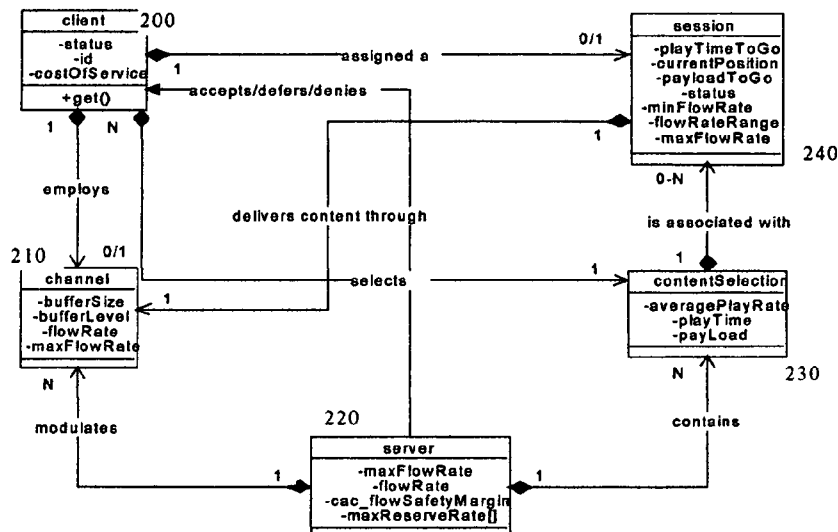 client
200
-status
-id
-costOfService
+get()
1
assigned a
0/1
session
-playTimeToGo
-currentPosition
-payloadToGo
-status
-minFlowRate
-flowRateRange
-maxFlowRate
240
accepts/defers/denies
1
N
1
0-N
employs
delivers content through
is associated with
210
0/1
channel
-bufferSize
-bufferLevel
-flowRate
-maxFlowRate
selects
1
1
1
contentSelection
-averagePlayRate
-playTime
-payLoad
230
N
N
modulates
contains
220
1
server
-maxFlowRate
-flowRate
-cac_flowSafetyMargin
-maxReserveRate[]
1